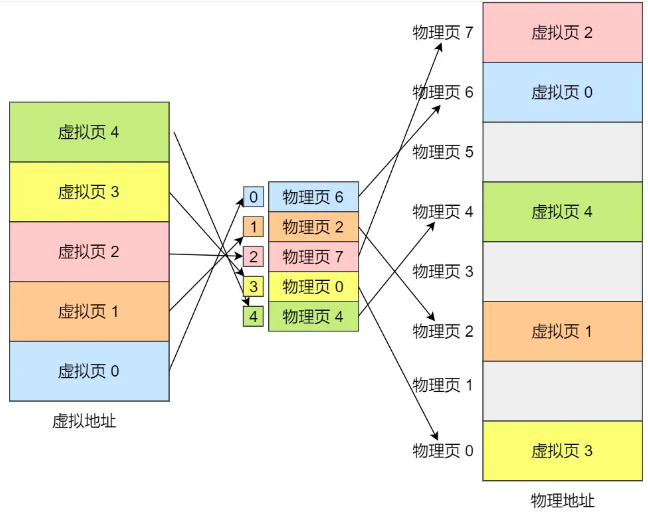 虚拟页 4
虚拟页 3
虚拟页 2
虚拟页 1
虚拟页 0
虚拟地址
0 物理页 6
1 物理页 2
2 物理页 7
3 物理页 0
4 物理页 4
物理页 7 虚拟页 2
物理页 6 虚拟页 0
物理页 5
物理页 4 虚拟页 4
物理页 3
物理页 2 虚拟页 1
物理页 1
物理页 0 虚拟页 3
物理地址